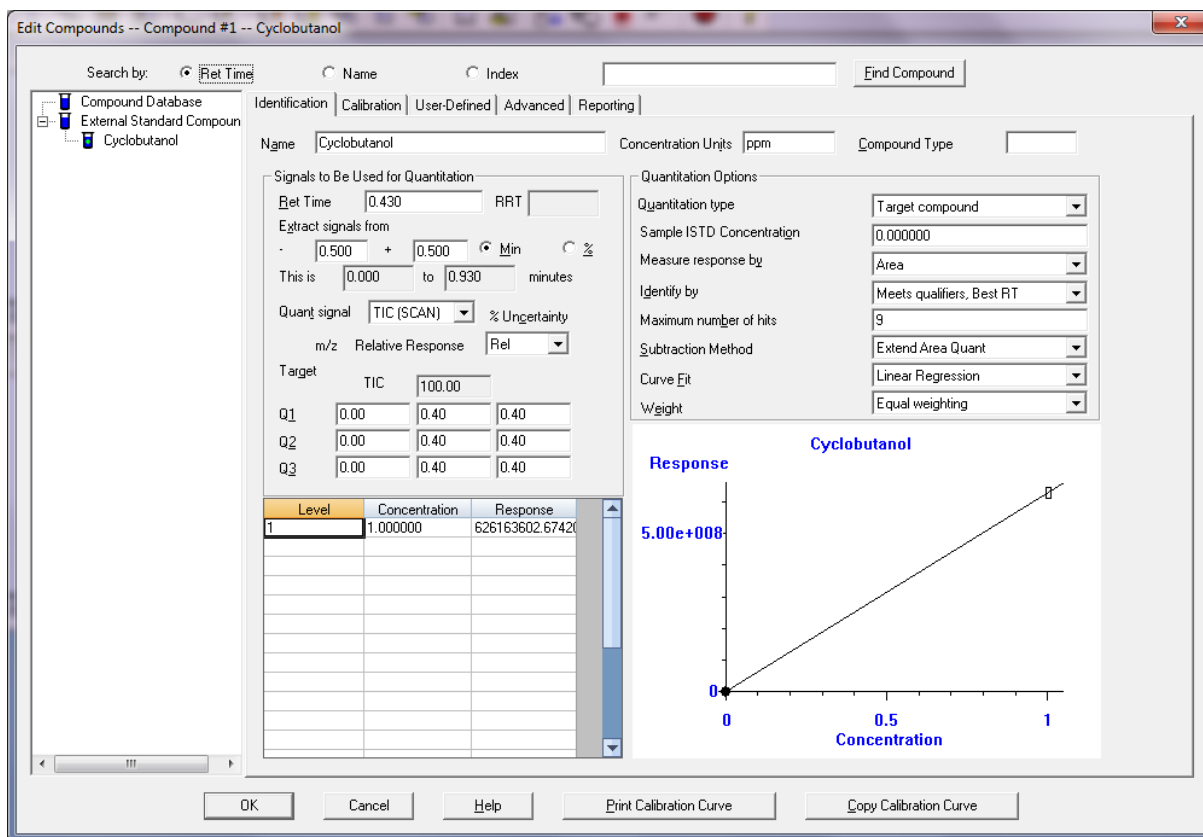 Edit Compounds -- Compound #1 -- Cyclobutanol
Search by: Ret Time Name Index Find Compound
Compound Database
External Standard Compoun
Cyclobutanol
Identification Calibration User-Defined Advanced Reporting
Name Cyclobutanol Concentration Units ppm Compound Type
Signals to Be Used for Quantitation
Ret Time 0.430 RRT
Extract signals from
- 0.500 + 0.500 Min %
This is 0.000 to 0.930 minutes
Quant signal TIC (SCAN) % Uncertainty
m/z Relative Response Rel
Target
TIC 100.00
Q1 0.00 0.40 0.40
Q2 0.00 0.40 0.40
Q3 0.00 0.40 0.40
Level Concentration Response
1 1.000000 626163602.67420
Quantitation Options
Quantitation type Target compound
Sample ISTD Concentration 0.000000
Measure response by Area
Identify by Meets qualifiers, Best RT
Maximum number of hits 9
Subtraction Method Extend Area Quant
Curve Fit Linear Regression
Weight Equal weighting
Cyclobutanol
Response
5.00e+008
0
0 0.5 1
Concentration
OK Cancel Help Print Calibration Curve Copy Calibration Curve